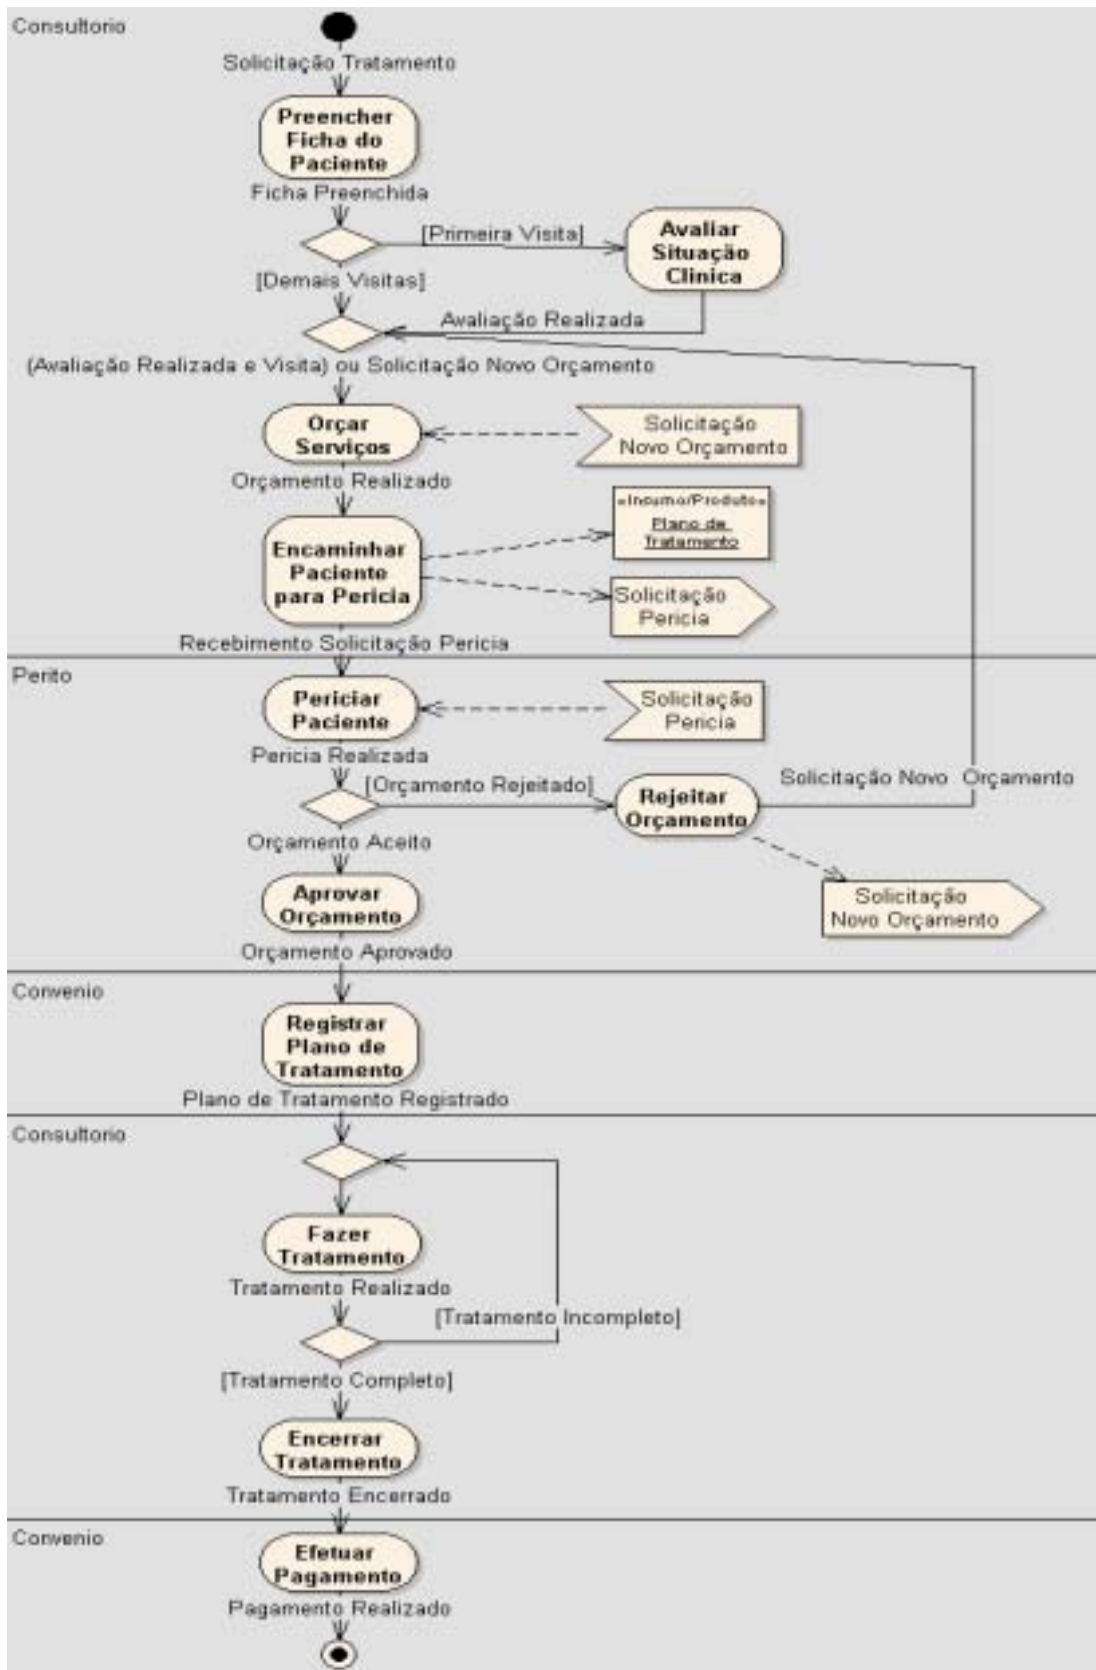 Consultorio
Solicitação Tratamento
Preencher
Ficha do
Paciente
Ficha Preenchida
[Primeira Visita]
Avaliar
Situação
Clinica
[Demais Visitas]
Avaliação Realizada
(Avaliação Realizada e Visita) ou Solicitação Novo Orçamento
Orçar
Serviços
Solicitação
Novo Orçamento
Orçamento Realizado
«Insumo/Produto»
Plano de
Tratamento
Encaminhar
Paciente
para Pericia
Solicitação
Pericia
Recebimento Solicitação Pericia
Perito
Periciar
Paciente
Solicitação
Pericia
Pericia Realizada
[Orçamento Rejeitado]
Rejeitar
Orçamento
Solicitação Novo Orçamento
Orçamento Aceito
Aprovar
Orçamento
Solicitação
Novo Orçamento
Orçamento Aprovado
Convenio
Registrar
Plano de
Tratamento
Plano de Tratamento Registrado
Consultorio
Fazer
Tratamento
Tratamento Realizado
[Tratamento Incompleto]
[Tratamento Completo]
Encerrar
Tratamento
Tratamento Encerrado
Convenio
Efetuar
Pagamento
Pagamento Realizado